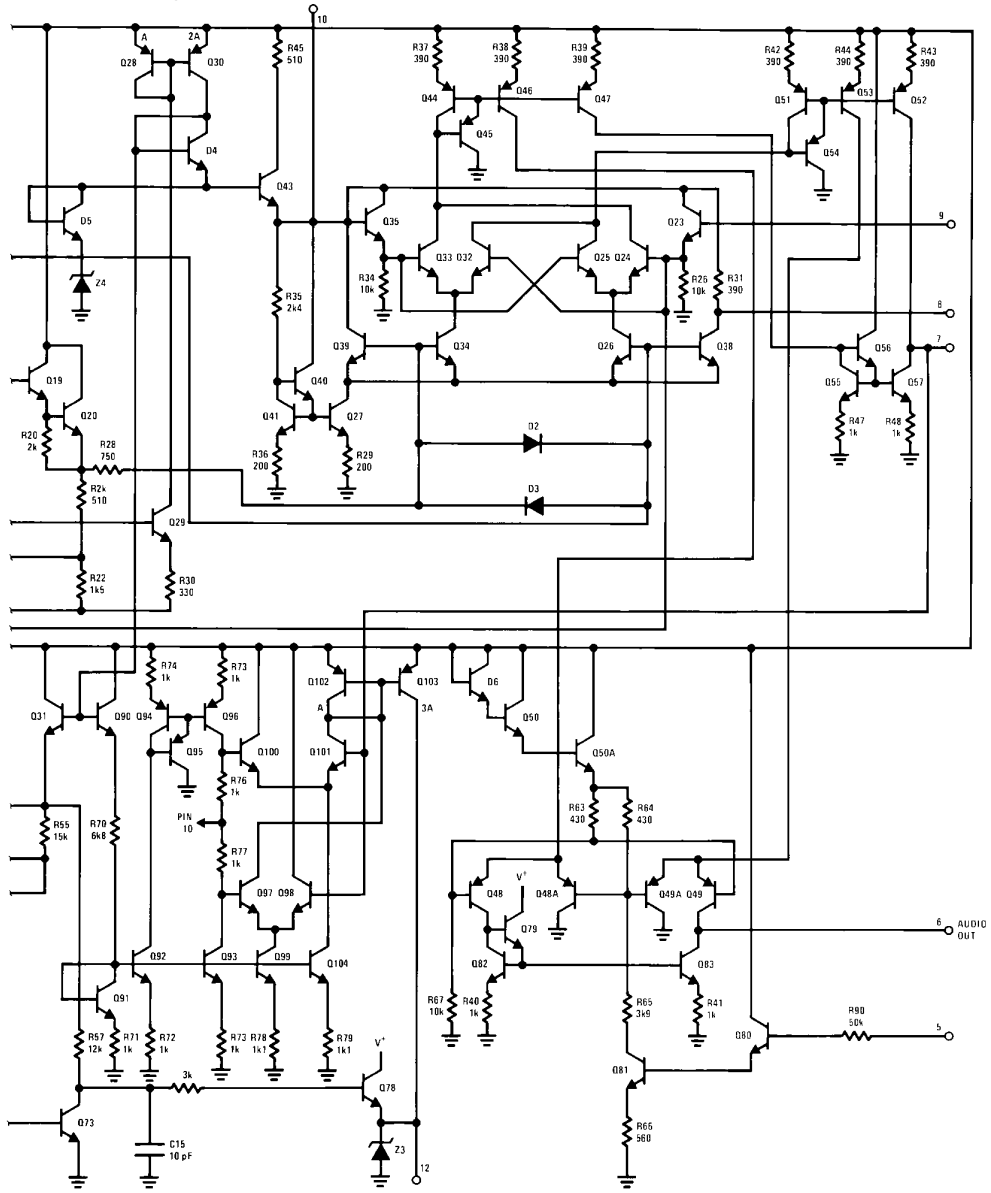 10
A
2A
Q28
Q30
R45
510
R37
390
R38
390
R39
390
R42
390
R44
390
R43
390
Q44
Q46
Q47
Q51
Q53
Q52
Q45
Q54
D4
Q43
D5
Z4
Q35
Q23
9
R34
10k
Q33
Q32
Q25
Q24
R26
10k
R31
390
R35
2k4
8
7
Q39
Q34
Q26
Q38
Q56
Q55
Q57
R47
1k
R48
1k
Q19
Q20
R20
2k
R28
750
Q40
Q41
Q27
R36
200
R29
200
D2
D3
R2k
510
Q29
R22
1k5
R30
330
R74
1k
R73
1k
Q102
Q103
A
3A
D6
Q50
Q31
Q90
Q94
Q96
Q95
Q100
Q101
Q50A
R76
1k
PIN
10
R77
1k
R55
15k
R70
6k8
R63
430
R64
430
Q97
Q98
Q48
V+
Q79
Q48A
Q49A
Q49
6 AUDIO
OUT
Q92
Q93
Q99
Q104
Q82
Q83
Q91
R57
12k
R71
1k
R72
1k
R73
1k
R78
1k1
R79
1k1
R67
10k
R40
1k
R65
3k9
R41
1k
Q80
R90
50k
5
Q81
V+
3k
Q78
Q73
C15
10 pF
Z3
12
R66
560